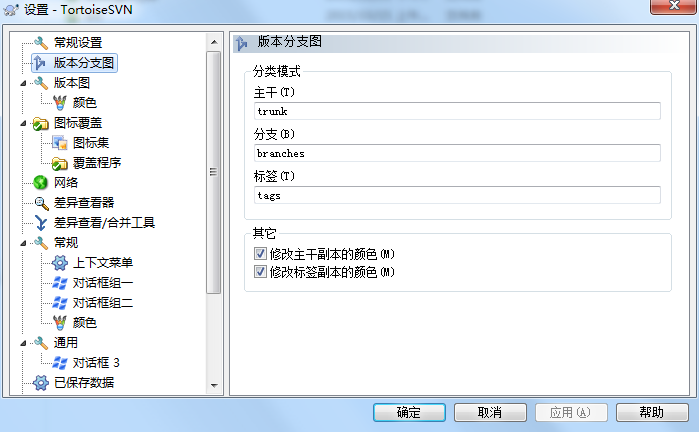 设置 - TortoiseSVN
常规设置
版本分支图
版本图
颜色
图标覆盖
图标集
覆盖程序
网络
差异查看器
差异查看/合并工具
常规
上下文菜单
对话框组一
对话框组二
颜色
通用
对话框 3
已保存数据
版本分支图
分类模式
主干(T)
trunk
分支(B)
branches
标签(T)
tags
其它
修改主干副本的颜色(M)
修改标签副本的颜色(M)
确定
取消
应用(A)
帮助